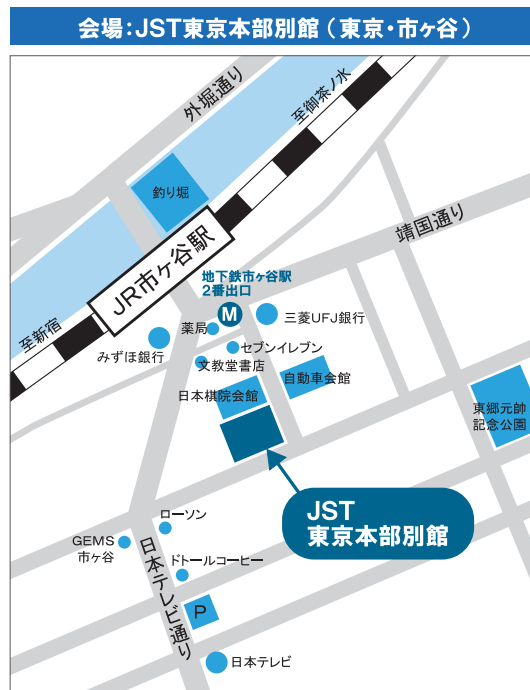 会場:JST東京本部別館（東京・市ヶ谷）
外堀通り
至御茶ノ水
釣り堀
靖国通り
JR市ヶ谷駅
地下鉄市ヶ谷駅
2番出口
M
三菱UFJ銀行
至新宿
薬局
みずほ銀行
セブンイレブン
文教堂書店
自動車会館
日本棋院会館
東郷元帥
記念公園
JST
東京本部別館
ローソン
GEMS
市ヶ谷
日本テレビ通り
ドトールコーヒー
P
日本テレビ